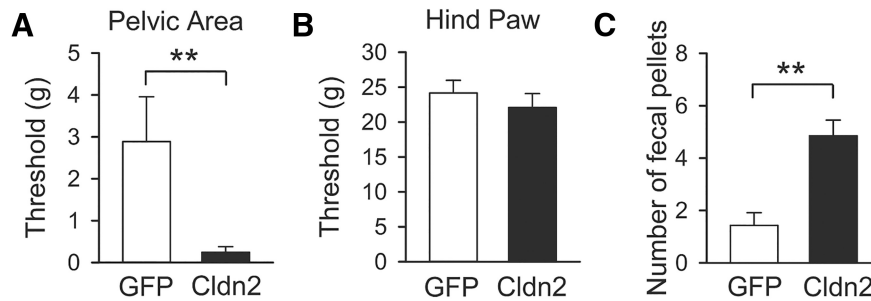 A
Pelvic Area
Threshold (g)
5
4
3
2
1
0
**
GFP Cldn2
B
Hind Paw
Threshold (g)
30
25
20
15
10
5
0
GFP Cldn2
C
Number of fecal pellets
8
6
4
2
0
**
GFP Cldn2